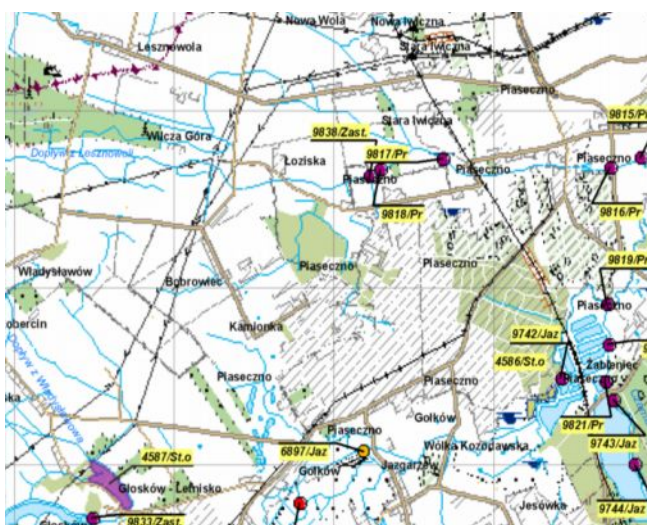 Nowa Wola
Nowa Iwiczna
Lesznowola
Stara Iwiczna
Piaseczno
9815/Pr
Stara Iwiczna
9838/Zast.
Wilcza Góra
9817/Pr
Dopływ z Lesznowoli
Łoziska
Piaseczno
Piaseczno
Piaseczno
9818/Pr
9816/Pr
9819/Pr
Władysławów
Piaseczno
Piaseczno
Bobrowiec
Piaseczno
Kamionka
9742/Jaz
4586/St.o
Żabieniec
Piaseczno
Piaseczno
Piaseczno
Piaseczno
Gołków
9821/Pr
9743/Jaz
6897/Jaz
Wólka Kozodawska
4587/St.o
Gołków
Jazgarzew
Głosków - Letnisko
Jesówka
9744/Jaz
9833/Zast.